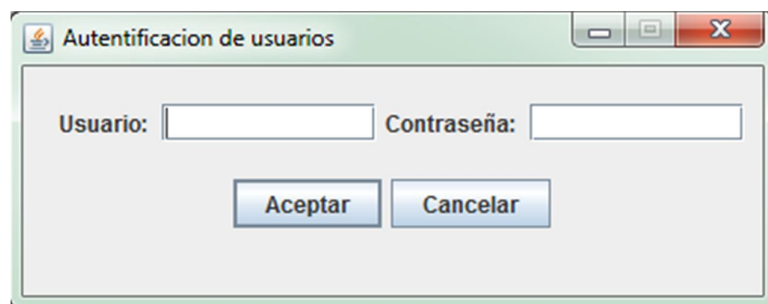 Autentificacion de usuarios
Usuario: Contraseña:
Aceptar Cancelar